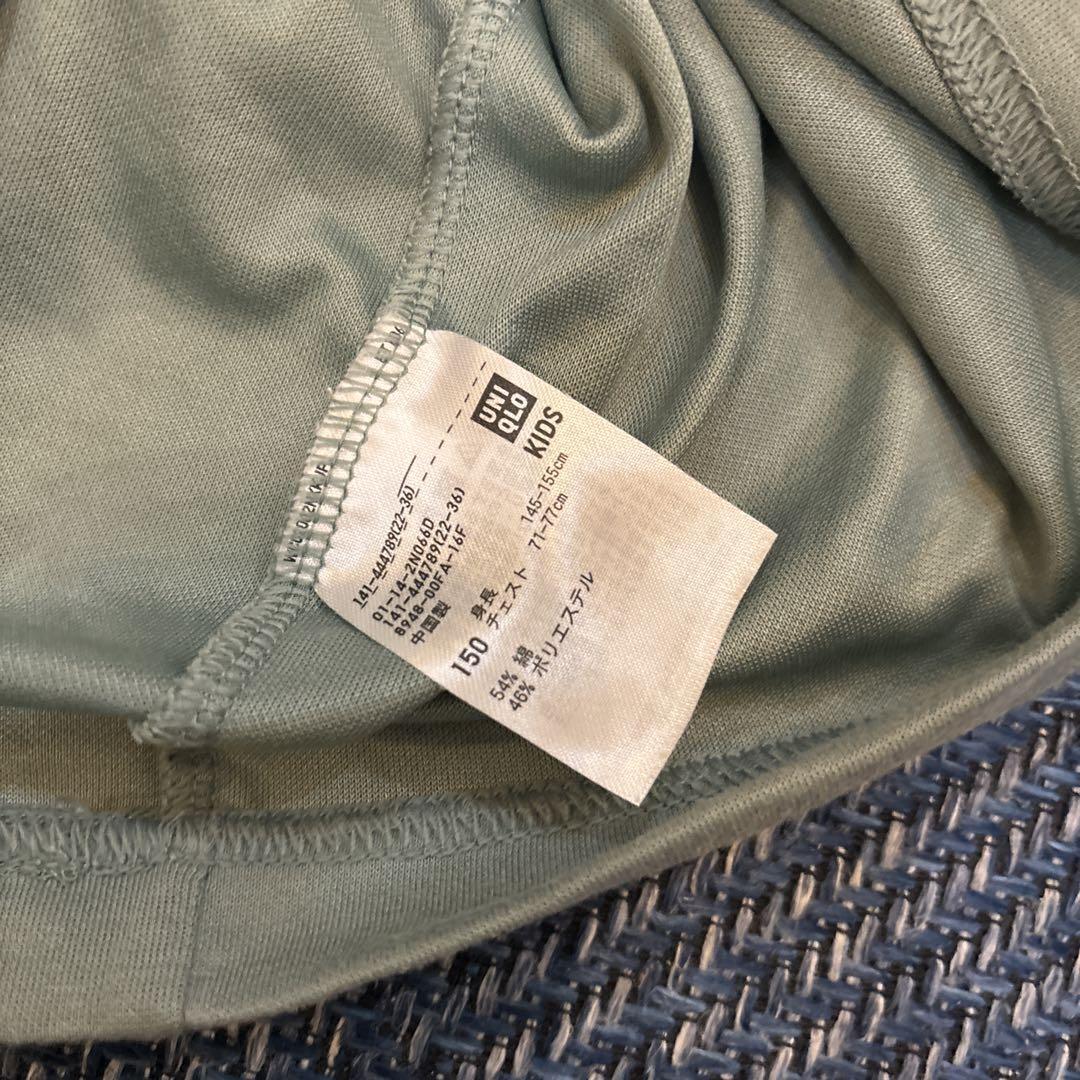 UNI
QLO
KIDS
141-444789(22-36)
01-14-2N066D
141-444789(22-36)
8948-00FA-16F
中国製
150
身長 145-155cm
チェスト 71-77cm
54% 綿
46% ポリエステル